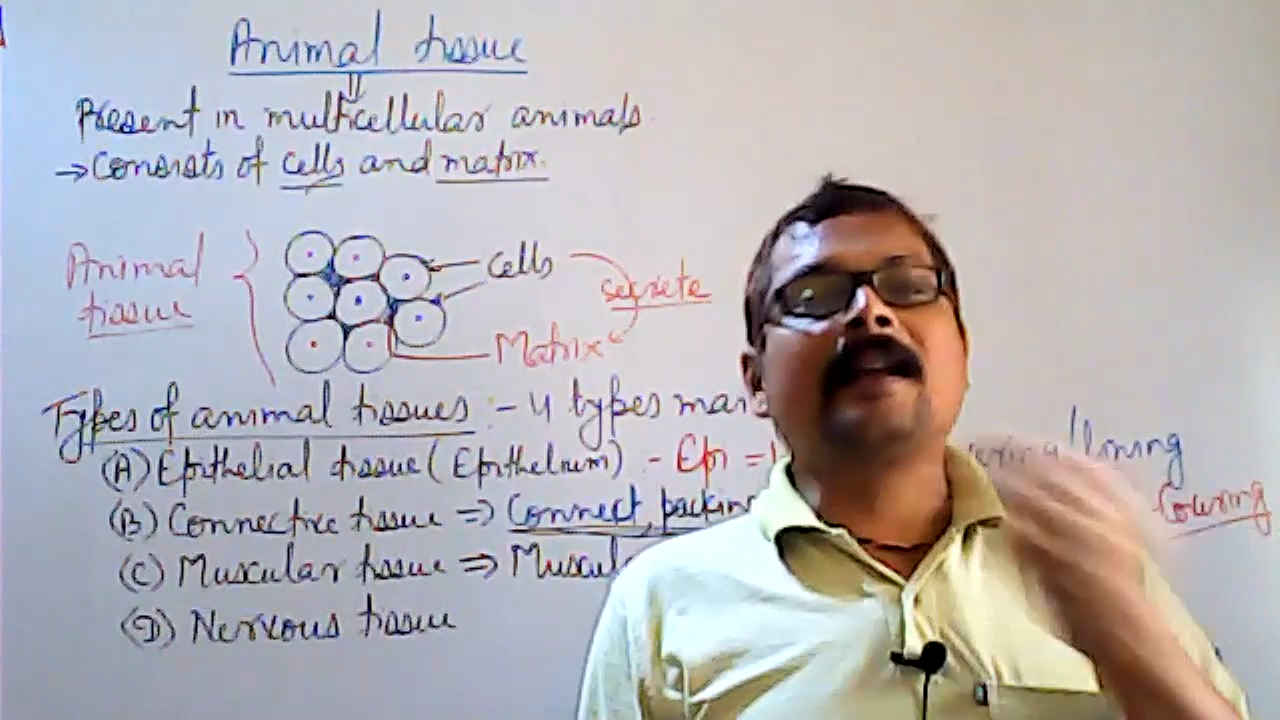 Animal tissue
Present in multicellular animals.
→ Consists of cells and matrix.
Animal tissue
Cells
secrete
Matrix
Types of animal tissues :- 4 types
(A) Epithelial tissue (Epithelium) - Epi =
lining
(B) Connective tissue ⇒ Connect,
(C) Muscular tissue ⇒
(D) Nervous tissue